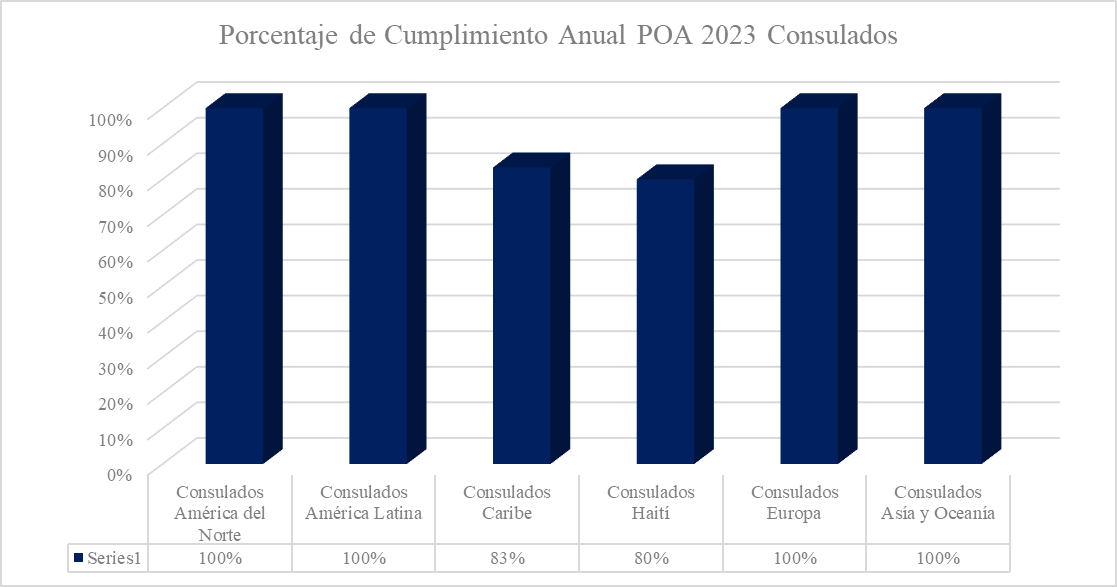 Porcentaje de Cumplimiento Anual POA 2023 Consulados
100%
90%
80%
70%
60%
50%
40%
30%
20%
10%
0%
Consulados
América del
Norte
Consulados
América Latina
Consulados
Caribe
Consulados
Haití
Consulados
Europa
Consulados
Asía y Oceanía
Series1 100% 100% 83% 80% 100% 100%